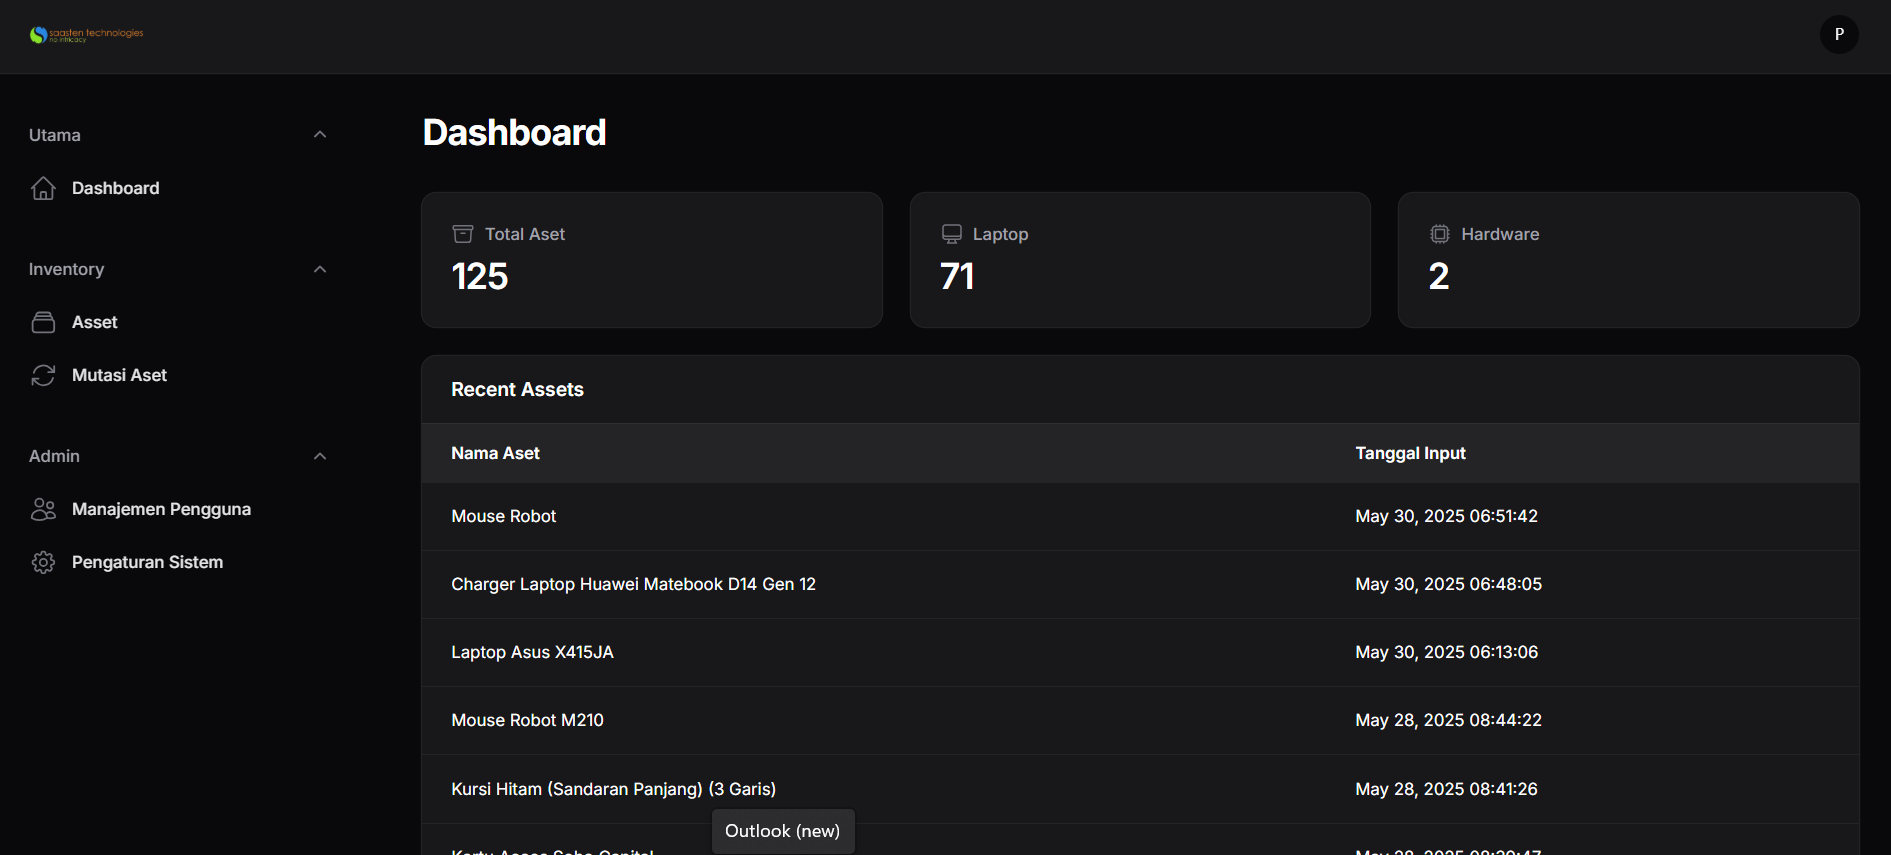 saasten technologies
no intricacy
P
Utama
Dashboard
Inventory
Asset
Mutasi Aset
Admin
Manajemen Pengguna
Pengaturan Sistem
Dashboard
Total Aset
125
Laptop
71
Hardware
2
Recent Assets
Nama Aset Tanggal Input
Mouse Robot May 30, 2025 06:51:42
Charger Laptop Huawei Matebook D14 Gen 12 May 30, 2025 06:48:05
Laptop Asus X415JA May 30, 2025 06:13:06
Mouse Robot M210 May 28, 2025 08:44:22
Kursi Hitam (Sandaran Panjang) (3 Garis) May 28, 2025 08:41:26
Outlook (new)